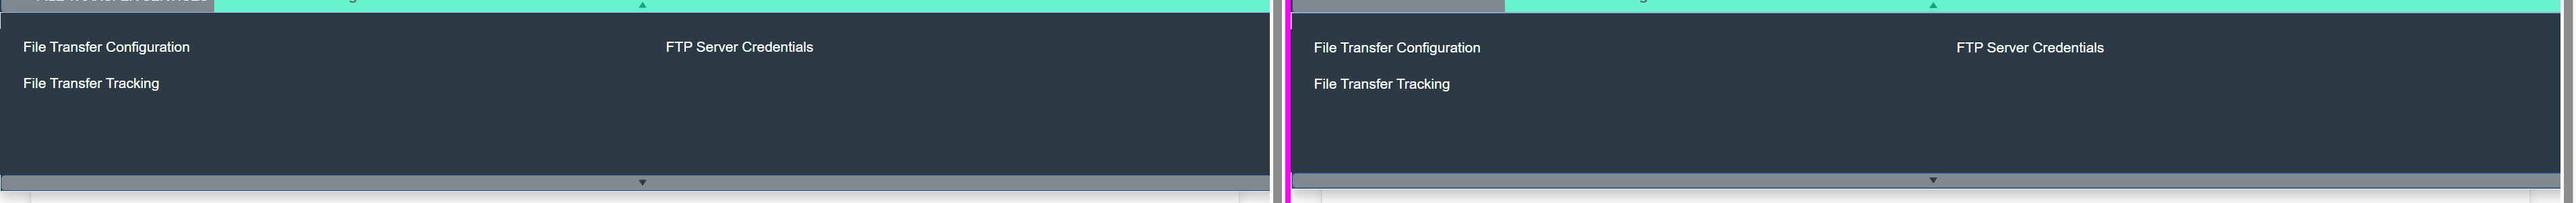 File Transfer Configuration
FTP Server Credentials
File Transfer Tracking
File Transfer Configuration
FTP Server Credentials
File Transfer Tracking